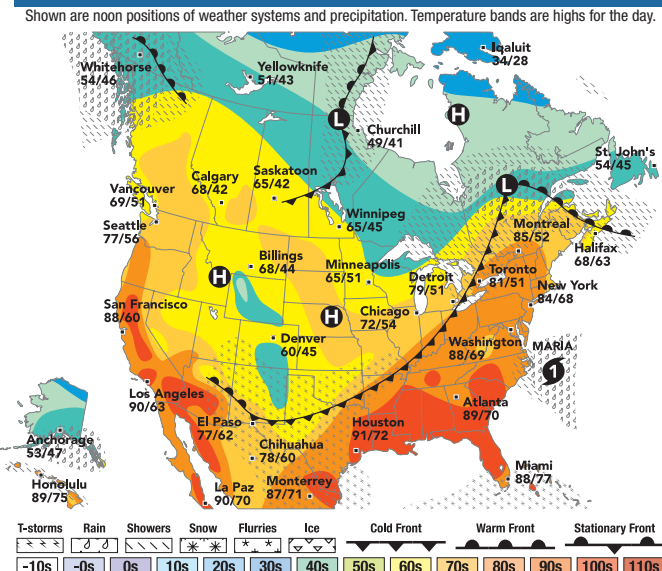 Shown are noon positions of weather systems and precipitation. Temperature bands are highs for the day.
Iqaluit
34/28
Whitehorse
54/46
Yellowknife
51/43
H
L
Churchill
49/41
St. John's
54/45
Calgary
68/42
Saskatoon
65/42
L
Vancouver
69/51
Winnipeg
65/45
Montreal
85/52
Seattle
77/56
Halifax
68/63
Billings
68/44
Minneapolis
65/51
Detroit
79/51
Toronto
81/51
H
New York
84/68
San Francisco
88/60
H
Chicago
72/54
Denver
60/45
Washington
88/69
MARIA
1
Los Angeles
90/63
Atlanta
89/70
El Paso
77/62
Houston
91/72
Anchorage
53/47
Chihuahua
78/60
Miami
88/77
Honolulu
89/75
La Paz
90/70
Monterrey
87/71
T-storms Rain Showers Snow Flurries Ice Cold Front Warm Front Stationary Front
-10s -0s 0s 10s 20s 30s 40s 50s 60s 70s 80s 90s 100s 110s